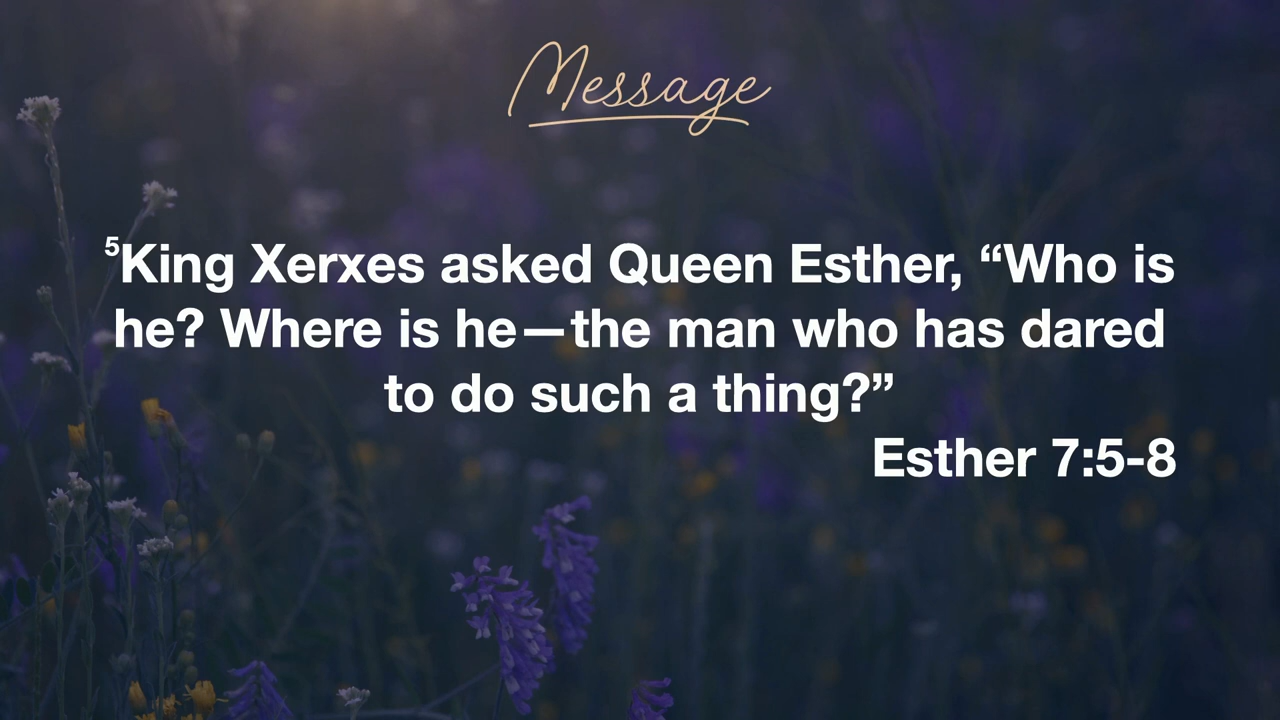 Message
⁵King Xerxes asked Queen Esther, “Who is
he? Where is he—the man who has dared
to do such a thing?”
Esther 7:5-8